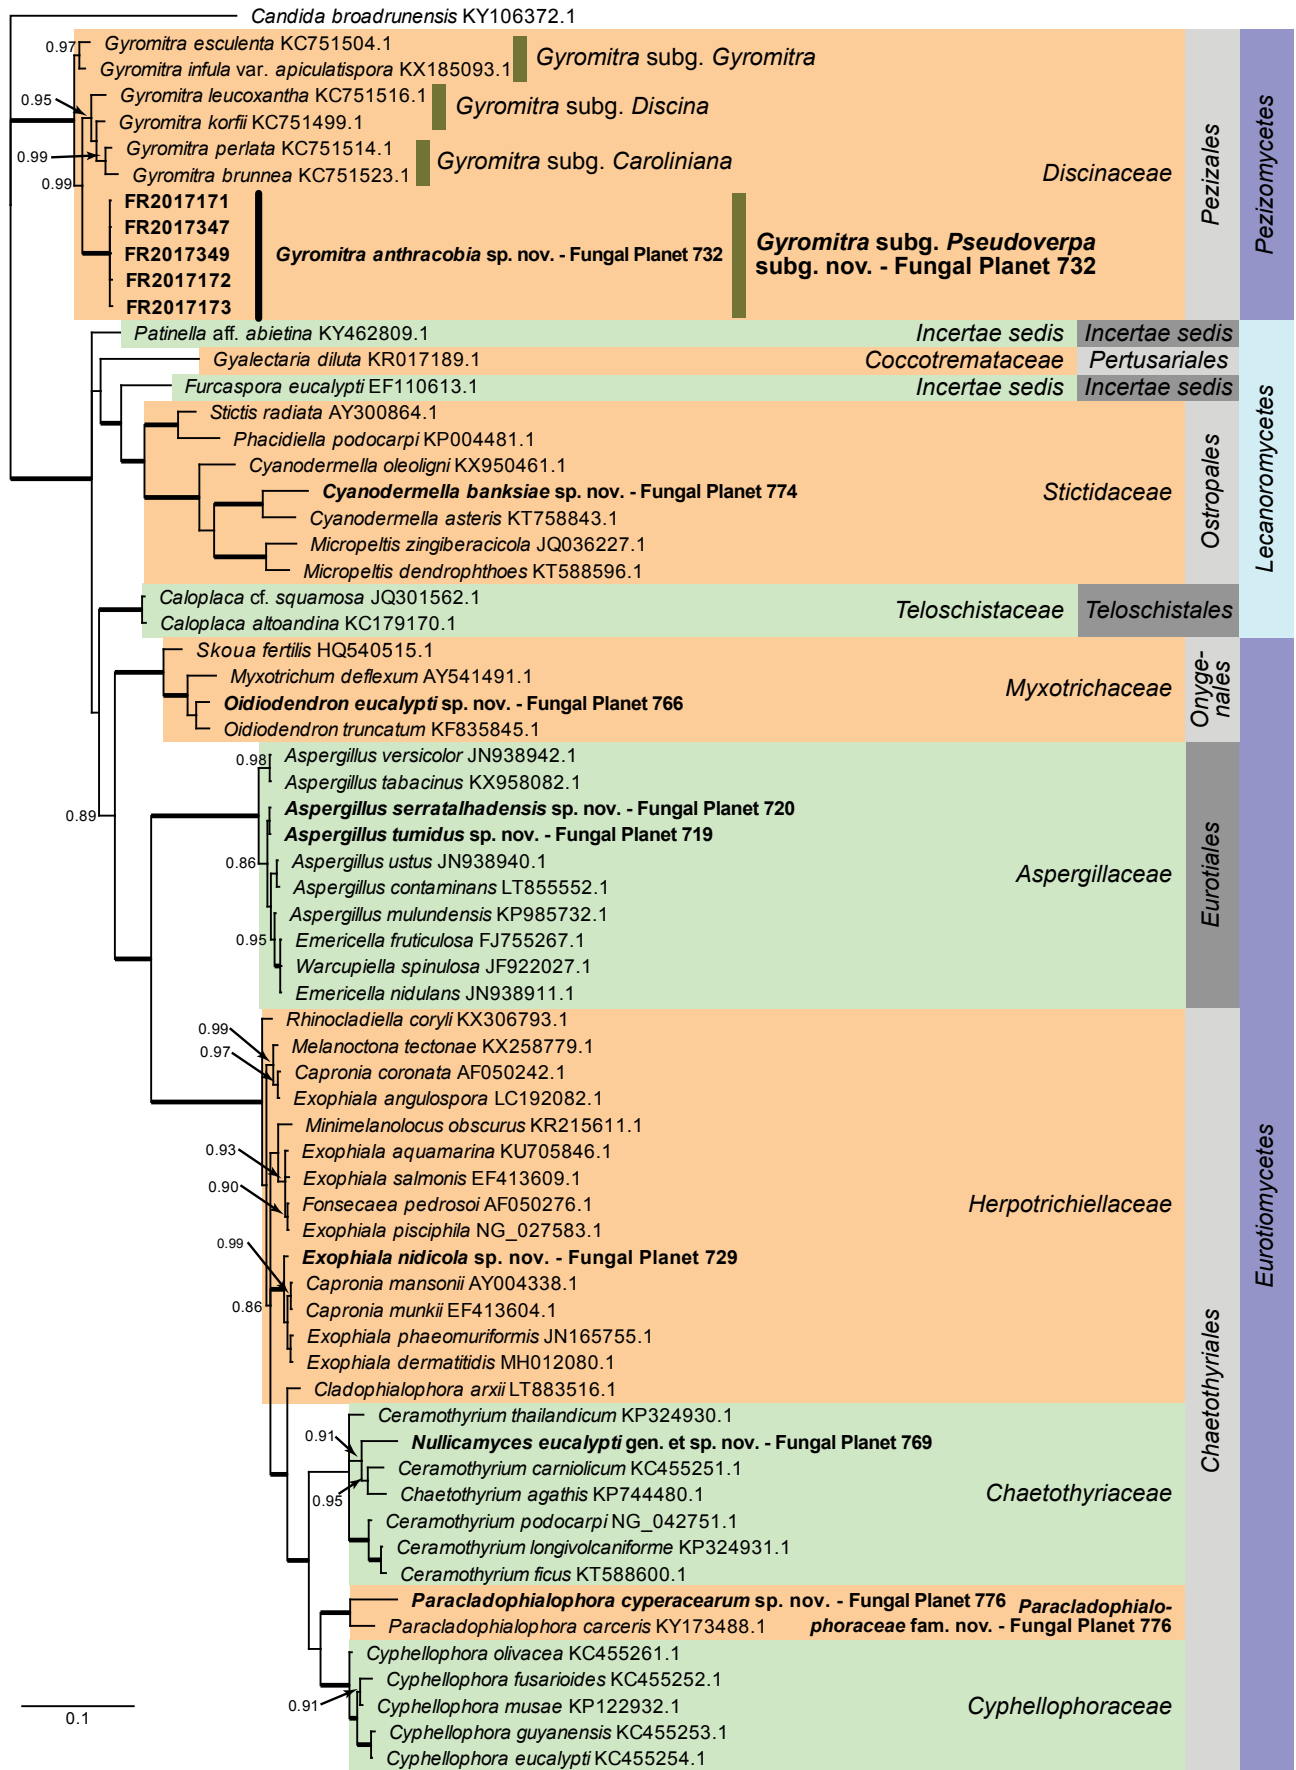 Candida broadrunensis KY106372.1
0.97
Gyromitra esculenta KC751504.1
Gyromitra infula var. apiculatispora KX185093.1
Gyromitra subg. Gyromitra
0.95
Gyromitra leucoxantha KC751516.1
Gyromitra korfii KC751499.1
Gyromitra subg. Discina
0.99
Gyromitra perlata KC751514.1
Gyromitra brunnea KC751523.1
Gyromitra subg. Caroliniana
0.99
Discinaceae
Pezizales
Pezizomycetes
FR2017171
FR2017347
FR2017349
FR2017172
FR2017173
Gyromitra anthracobia sp. nov. - Fungal Planet 732
Gyromitra subg. Pseudoverpa
subg. nov. - Fungal Planet 732
Patinella aff. abietina KY462809.1
Incertae sedis
Incertae sedis
Gyalectaria diluta KR017189.1
Coccotremataceae
Pertusariales
Furcaspora eucalypti EF110613.1
Incertae sedis
Incertae sedis
Stictis radiata AY300864.1
Phacidiella podocarpi KP004481.1
Cyanodermella oleoligni KX950461.1
Cyanodermella banksiae sp. nov. - Fungal Planet 774
Cyanodermella asteris KT758843.1
Micropeltis zingiberacicola JQ036227.1
Micropeltis dendrophthoes KT588596.1
Stictidaceae
Ostropales
Lecanoromycetes
Caloplaca cf. squamosa JQ301562.1
Caloplaca altoandina KC179170.1
Teloschistaceae
Teloschistales
Skoua fertilis HQ540515.1
Myxotrichum deflexum AY541491.1
Oidiodendron eucalypti sp. nov. - Fungal Planet 766
Oidiodendron truncatum KF835845.1
Myxotrichaceae
Onyge-
nales
0.89
0.98
Aspergillus versicolor JN938942.1
Aspergillus tabacinus KX958082.1
Aspergillus serratalhadensis sp. nov. - Fungal Planet 720
Aspergillus tumidus sp. nov. - Fungal Planet 719
0.86
Aspergillus ustus JN938940.1
Aspergillus contaminans LT855552.1
Aspergillus mulundensis KP985732.1
0.95
Emericella fruticulosa FJ755267.1
Warcupiella spinulosa JF922027.1
Emericella nidulans JN938911.1
Aspergillaceae
Eurotiales
Eurotiomycetes
Rhinocladiella coryli KX306793.1
0.99
Melanoctona tectonae KX258779.1
0.97
Capronia coronata AF050242.1
Exophiala angulospora LC192082.1
Minimelanolocus obscurus KR215611.1
0.93
Exophiala aquamarina KU705846.1
Exophiala salmonis EF413609.1
0.90
Fonsecaea pedrosoi AF050276.1
Exophiala pisciphila NG_027583.1
0.99
Exophiala nidicola sp. nov. - Fungal Planet 729
Capronia mansonii AY004338.1
0.86
Capronia munkii EF413604.1
Exophiala phaeomuriformis JN165755.1
Exophiala dermatitidis MH012080.1
Cladophialophora arxii LT883516.1
Herpotrichiellaceae
Chaetothyriales
Ceramothyrium thailandicum KP324930.1
0.91
Nullicamyces eucalypti gen. et sp. nov. - Fungal Planet 769
Ceramothyrium carniolicum KC455251.1
0.95
Chaetothyrium agathis KP744480.1
Ceramothyrium podocarpi NG_042751.1
Ceramothyrium longivolcaniforme KP324931.1
Ceramothyrium ficus KT588600.1
Chaetothyriaceae
Paracladophialophora cyperacearum sp. nov. - Fungal Planet 776
Paracladophialophora carceris KY173488.1
Paracladophialo-
phoraceae fam. nov. - Fungal Planet 776
Cyphellophora olivacea KC455261.1
Cyphellophora fusarioides KC455252.1
0.91
Cyphellophora musae KP122932.1
Cyphellophora guyanensis KC455253.1
Cyphellophora eucalypti KC455254.1
Cyphellophoraceae
0.1